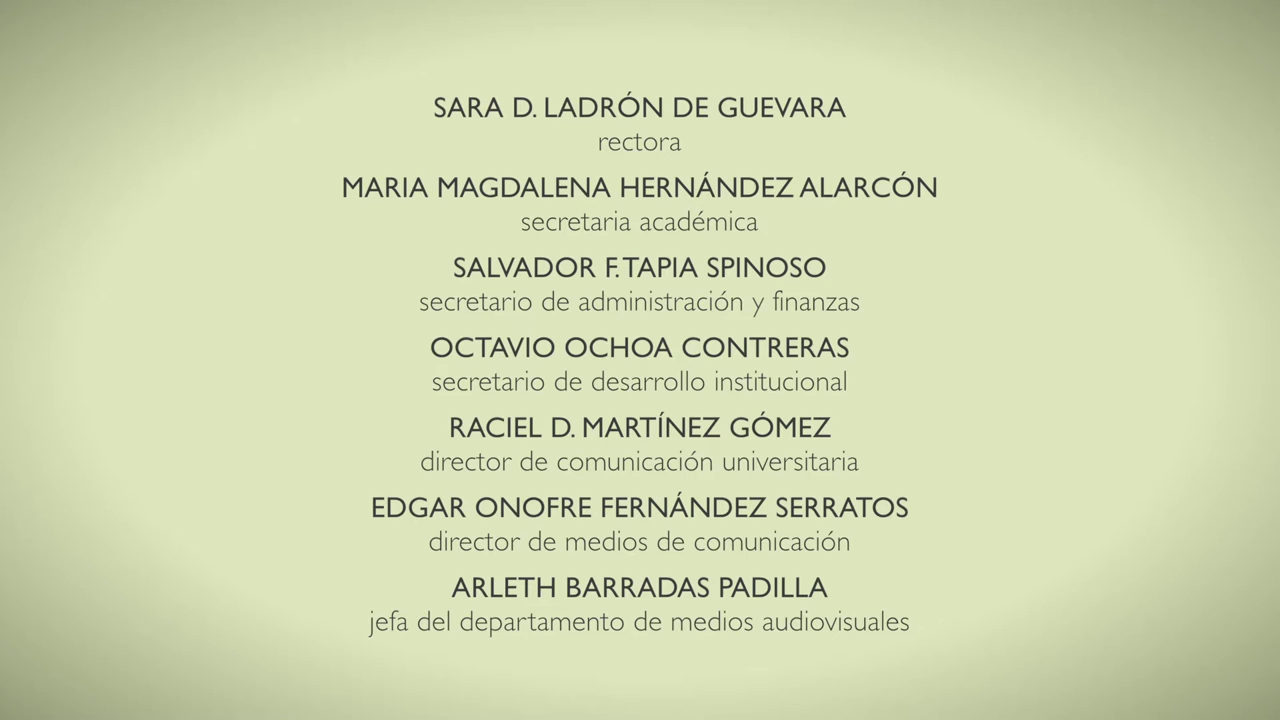 SARA D. LADRÓN DE GUEVARA
rectora
MARIA MAGDALENA HERNÁNDEZ ALARCÓN
secretaria académica
SALVADOR F. TAPIA SPINOSO
secretario de administración y finanzas
OCTAVIO OCHOA CONTRERAS
secretario de desarrollo institucional
RACIEL D. MARTÍNEZ GÓMEZ
director de comunicación universitaria
EDGAR ONOFRE FERNÁNDEZ SERRATOS
director de medios de comunicación
ARLETH BARRADAS PADILLA
jefa del departamento de medios audiovisuales